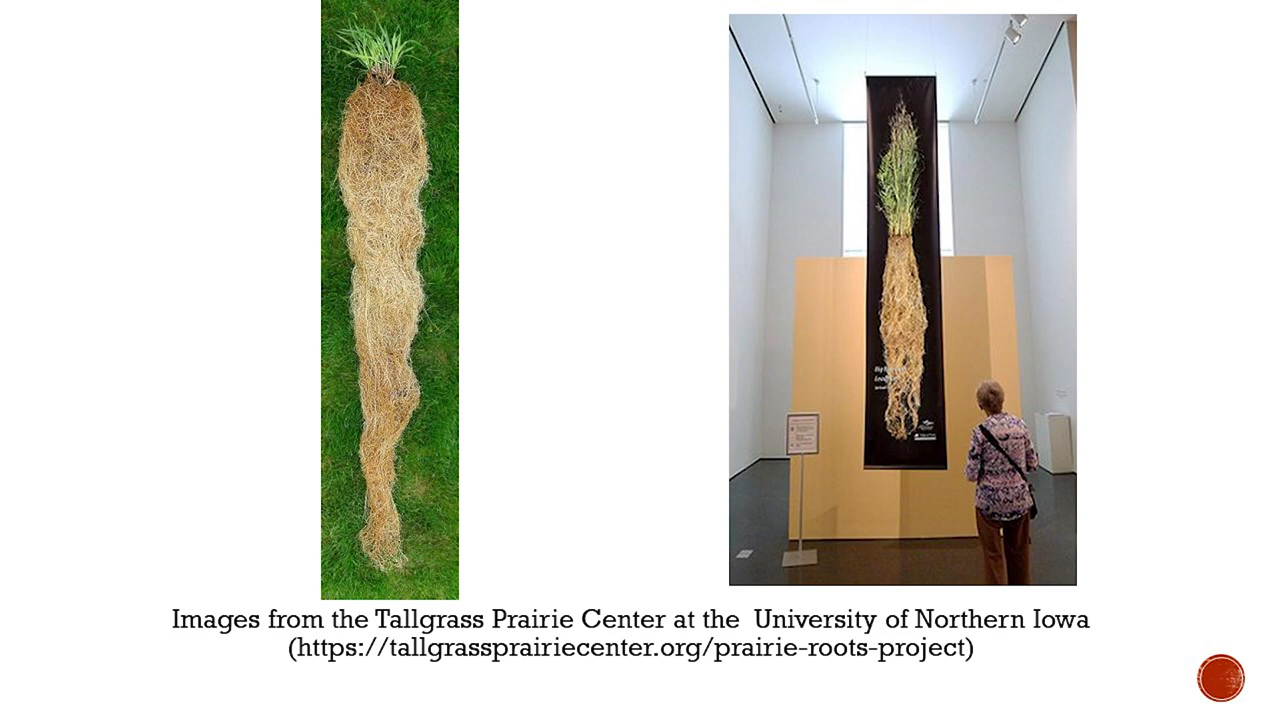 Images from the Tallgrass Prairie Center at the  University of Northern Iowa
(https://tallgrassprairiecenter.org/prairie-roots-project)